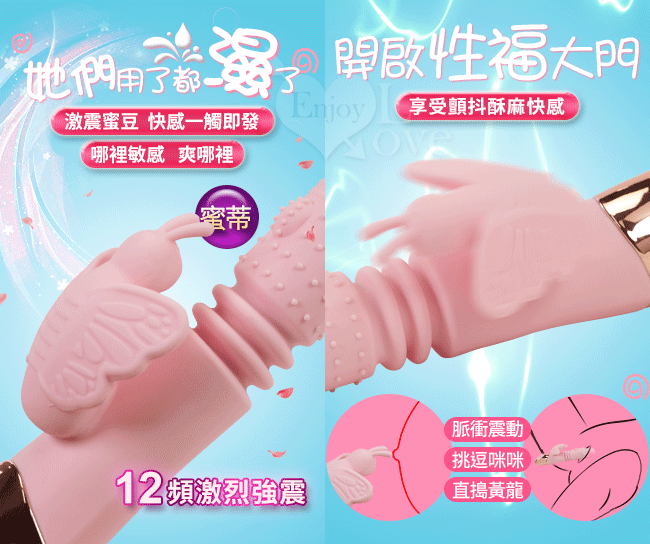 她們用了都濕了
激震蜜豆 快感一觸即發
哪裡敏感 爽哪裡
蜜蒂
12頻激烈強震
開啟性福大門
享受顫抖酥麻快感
Enjoy
Love
脈衝震動
挑逗咪咪
直搗黃龍